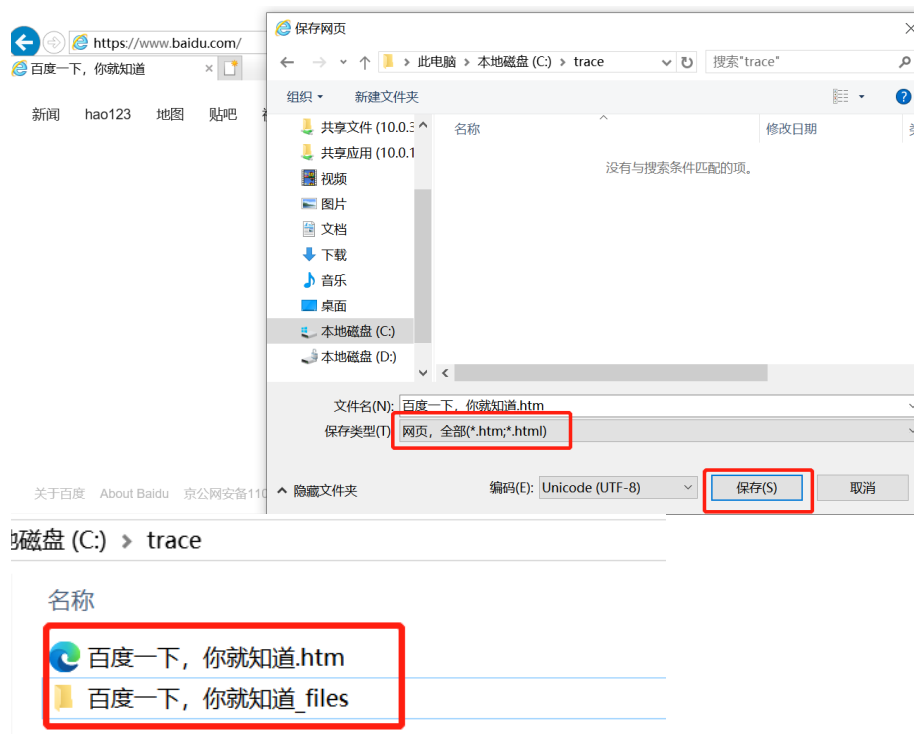 保存网页
https://www.baidu.com/
百度一下，你就知道
此电脑 > 本地磁盘 (C:) > trace
搜索"trace"
组织
新建文件夹
新闻 hao123 地图 贴吧
共享文件 (10.0.3
共享应用 (10.0.1
视频
图片
文档
下载
音乐
桌面
本地磁盘 (C:)
本地磁盘 (D:)
名称
修改日期
没有与搜索条件匹配的项。
文件名(N): 百度一下，你就知道.htm
保存类型(T) 网页，全部(*.htm;*.html)
关于百度 About Baidu 京公网安备110
隐藏文件夹
编码(E): Unicode (UTF-8)
保存(S)
取消
磁盘 (C:) > trace
名称
百度一下，你就知道.htm
百度一下，你就知道_files